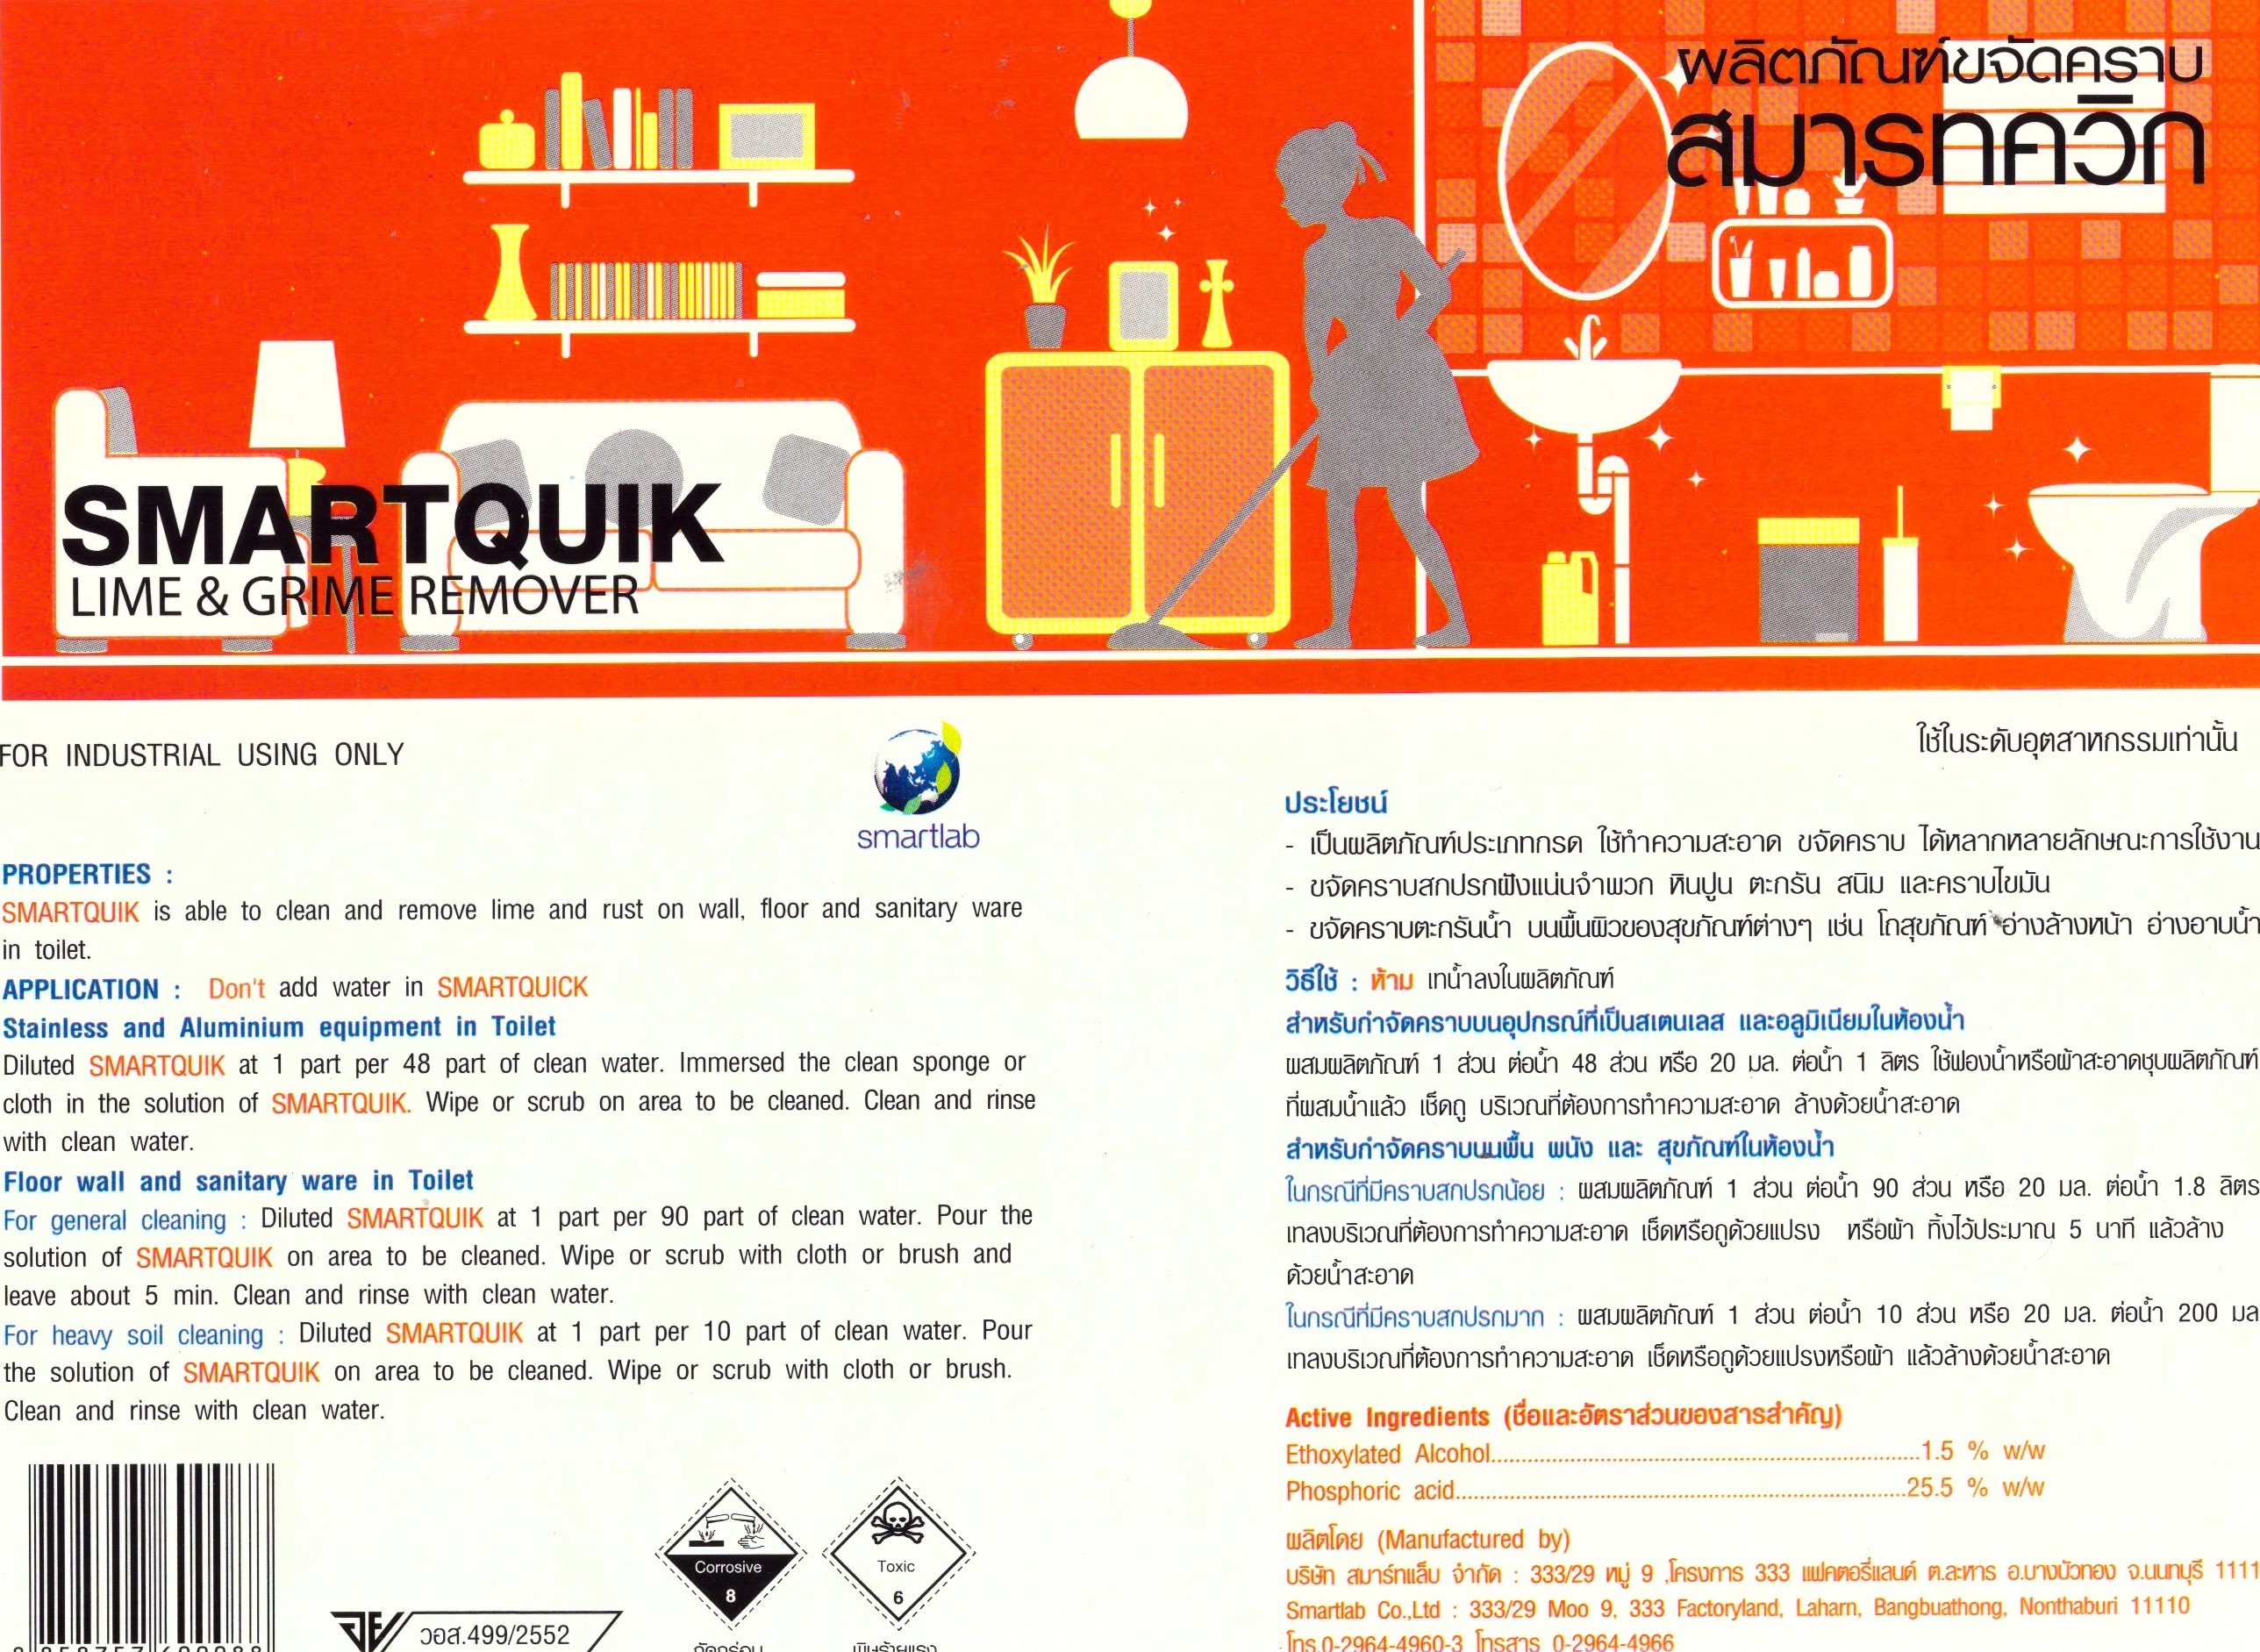 ผลิตภัณฑ์ขจัดคราบ
สมาร์ทควิก
SMARTQUIK
LIME & GRIME REMOVER
FOR INDUSTRIAL USING ONLY
smartlab
PROPERTIES :
SMARTQUIK is able to clean and remove lime and rust on wall, floor and sanitary ware
in toilet.
APPLICATION : Don't add water in SMARTQUICK
Stainless and Aluminium equipment in Toilet
Diluted SMARTQUIK at 1 part per 48 part of clean water. Immersed the clean sponge or
cloth in the solution of SMARTQUIK. Wipe or scrub on area to be cleaned. Clean and rinse
with clean water.
Floor wall and sanitary ware in Toilet
For general cleaning : Diluted SMARTQUIK at 1 part per 90 part of clean water. Pour the
solution of SMARTQUIK on area to be cleaned. Wipe or scrub with cloth or brush and
leave about 5 min. Clean and rinse with clean water.
For heavy soil cleaning : Diluted SMARTQUIK at 1 part per 10 part of clean water. Pour
the solution of SMARTQUIK on area to be cleaned. Wipe or scrub with cloth or brush.
Clean and rinse with clean water.
วอส.499/2552
Corrosive
8
Toxic
6
ใช้ในระดับอุตสาหกรรมเท่านั้น
ประโยชน์
- เป็นผลิตภัณฑ์ประเภทกรด ใช้ทำความสะอาด ขจัดคราบ ได้หลากหลายลักษณะการใช้งาน
- ขจัดคราบสกปรกฝังแน่นจำพวก หินปูน ตะกรัน สนิม และคราบไขมัน
- ขจัดคราบตะกรันน้ำ บนพื้นผิวของสุขภัณฑ์ต่างๆ เช่น โถสุขภัณฑ์ อ่างล้างหน้า อ่างอาบน้ำ
วิธีใช้ : ห้าม เทน้ำลงในผลิตภัณฑ์
สำหรับกำจัดคราบบนอุปกรณ์ที่เป็นสเตนเลส และอลูมิเนียมในห้องน้ำ
ผสมผลิตภัณฑ์ 1 ส่วน ต่อน้ำ 48 ส่วน หรือ 20 มล. ต่อน้ำ 1 ลิตร ใช้ฟองน้ำหรือผ้าสะอาดชุบผลิตภัณฑ์
ที่ผสมน้ำแล้ว เช็ดถู บริเวณที่ต้องการทำความสะอาด ล้างด้วยน้ำสะอาด
สำหรับกำจัดคราบบนพื้น ผนัง และ สุขภัณฑ์ในห้องน้ำ
ในกรณีที่มีคราบสกปรกน้อย : ผสมผลิตภัณฑ์ 1 ส่วน ต่อน้ำ 90 ส่วน หรือ 20 มล. ต่อน้ำ 1.8 ลิตร
เทลงบริเวณที่ต้องการทำความสะอาด เช็ดหรือถูด้วยแปรง หรือผ้า ทิ้งไว้ประมาณ 5 นาที แล้วล้าง
ด้วยน้ำสะอาด
ในกรณีที่มีคราบสกปรกมาก : ผสมผลิตภัณฑ์ 1 ส่วน ต่อน้ำ 10 ส่วน หรือ 20 มล. ต่อน้ำ 200 มล
เทลงบริเวณที่ต้องการทำความสะอาด เช็ดหรือถูด้วยแปรงหรือผ้า แล้วล้างด้วยน้ำสะอาด
Active Ingredients (ชื่อและอัตราส่วนของสารสำคัญ)
Ethoxylated Alcohol..........1.5 % w/w
Phosphoric acid..........25.5 % w/w
ผลิตโดย (Manufactured by)
บริษัท สมาร์ทแล็บ จำกัด : 333/29 หมู่ 9 ,โครงการ 333 แฟคตอรี่แลนด์ ต.ละหาร อ.บางบัวทอง จ.นนทบุรี 1111
Smartlab Co.,Ltd : 333/29 Moo 9, 333 Factoryland, Laharn, Bangbuathong, Nonthaburi 11110
โทร.0-2964-4960-3 โทรสาร 0-2964-4966